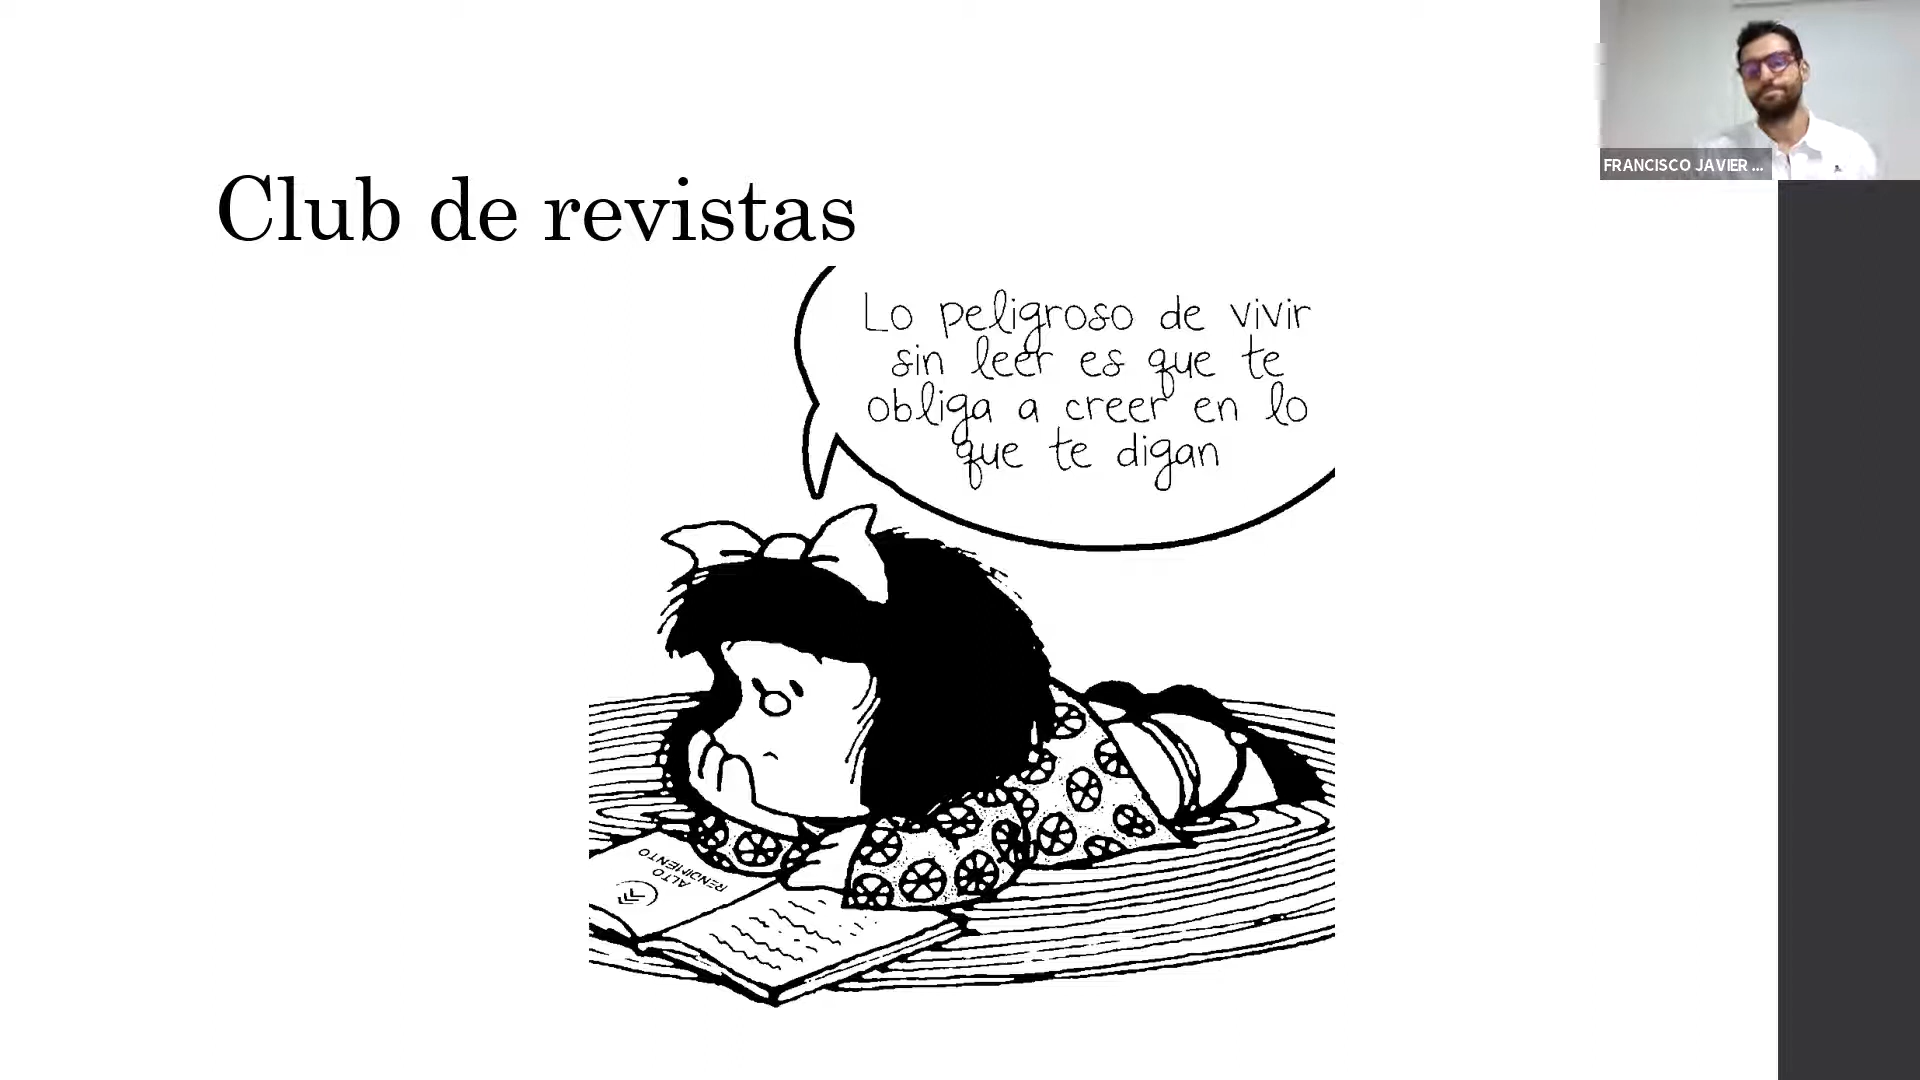 FRANCISCO JAVIER ...
Club de revistas
Lo peligroso de vivir
sin leer es que te
obliga a creer en lo
que te digan
ALTO
RENDIMIENTO